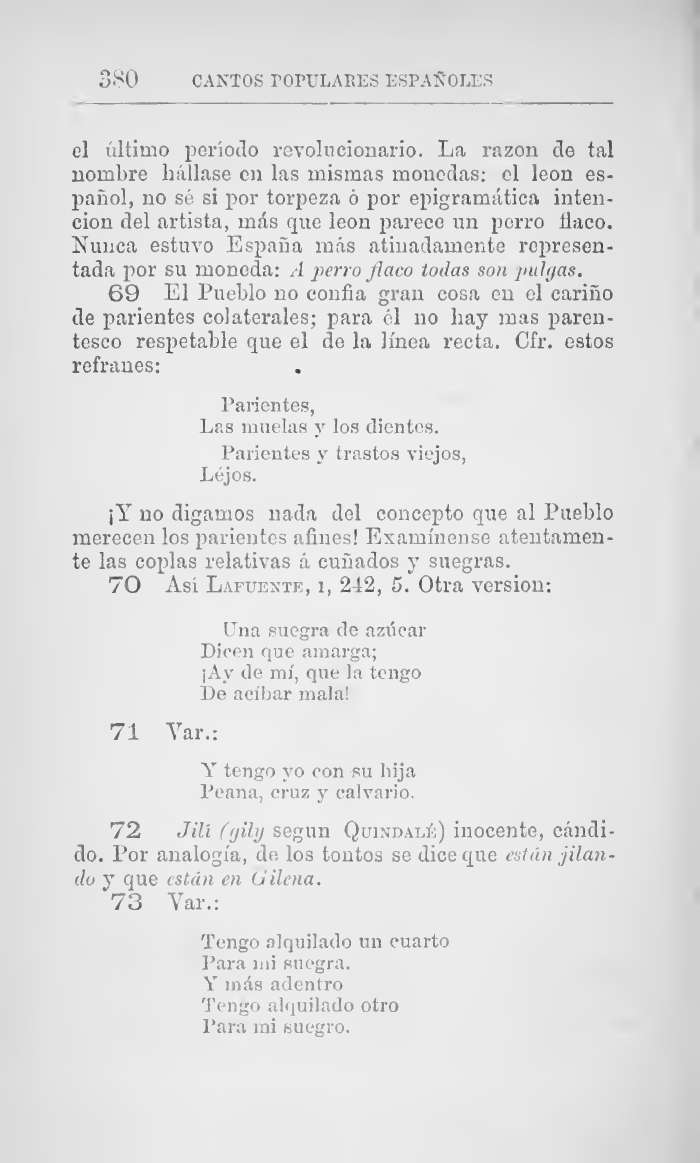 380 CANTOS POPULARES ESPAÑOLES
el último período revolucionario. La razon de tal
nombre hállase en las mismas monedas: el leon es-
pañol, no sé si por torpeza ó por epigramática inten-
cion del artista, más que leon parece un perro flaco.
Nunca estuvo España más atinadamente represen-
tada por su moneda: A perro flaco todas son pulgas.
69 El Pueblo no confia gran cosa en el cariño
de parientes colaterales; para él no hay mas paren-
tesco respetable que el de la línea recta. Cfr. estos
refranes:
Parientes,
Las muelas y los dientes.
Parientes y trastos viejos,
Léjos.
¡Y no digamos nada del concepto que al Pueblo
merecen los parientes afines! Examínense atentamen-
te las coplas relativas á cuñados y suegras.
70 Así LAFUENTE, I, 242, 5. Otra version:
Una suegra de azúcar
Dicen que amarga;
¡Ay de mí, que la tengo
De acíbar mala!
71 Var.:
Y tengo yo con su hija
Peana, cruz y calvario.
72 Jili (gily segun QUINDALÉ) inocente, cándi-
do. Por analogía, de los tontos se dice que están jilan-
do y que están en Gilena.
73 Var.:
Tengo alquilado un cuarto
Para mi suegra.
Y más adentro
Tengo alquilado otro
Para mi suegro.